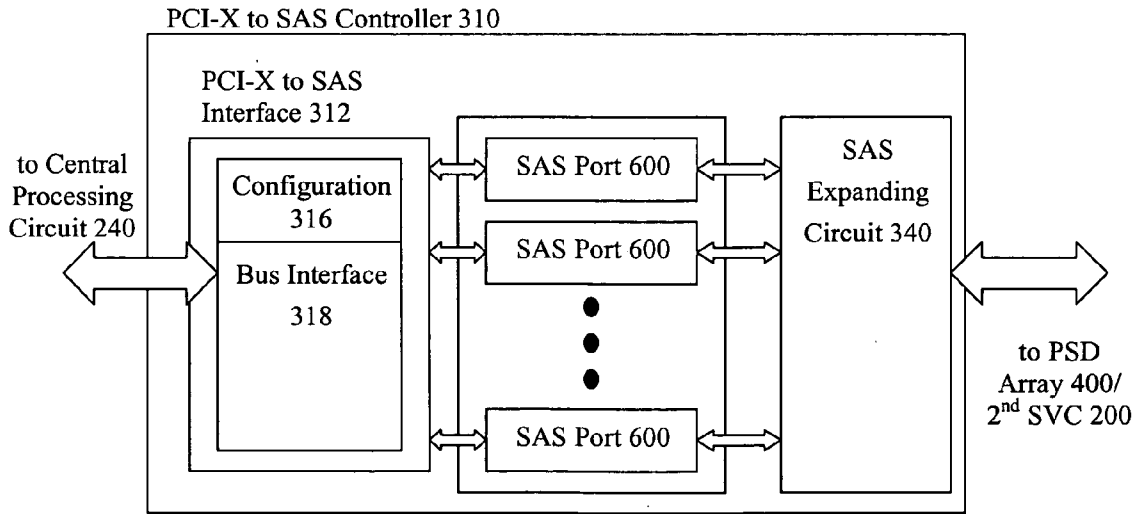 PCI-X to SAS Controller 310
PCI-X to SAS
Interface 312
to Central
Processing
Circuit 240
Configuration
316
Bus Interface
318
SAS Port 600
SAS Port 600
SAS Port 600
SAS
Expanding
Circuit 340
to PSD
Array 400/
2nd SVC 200